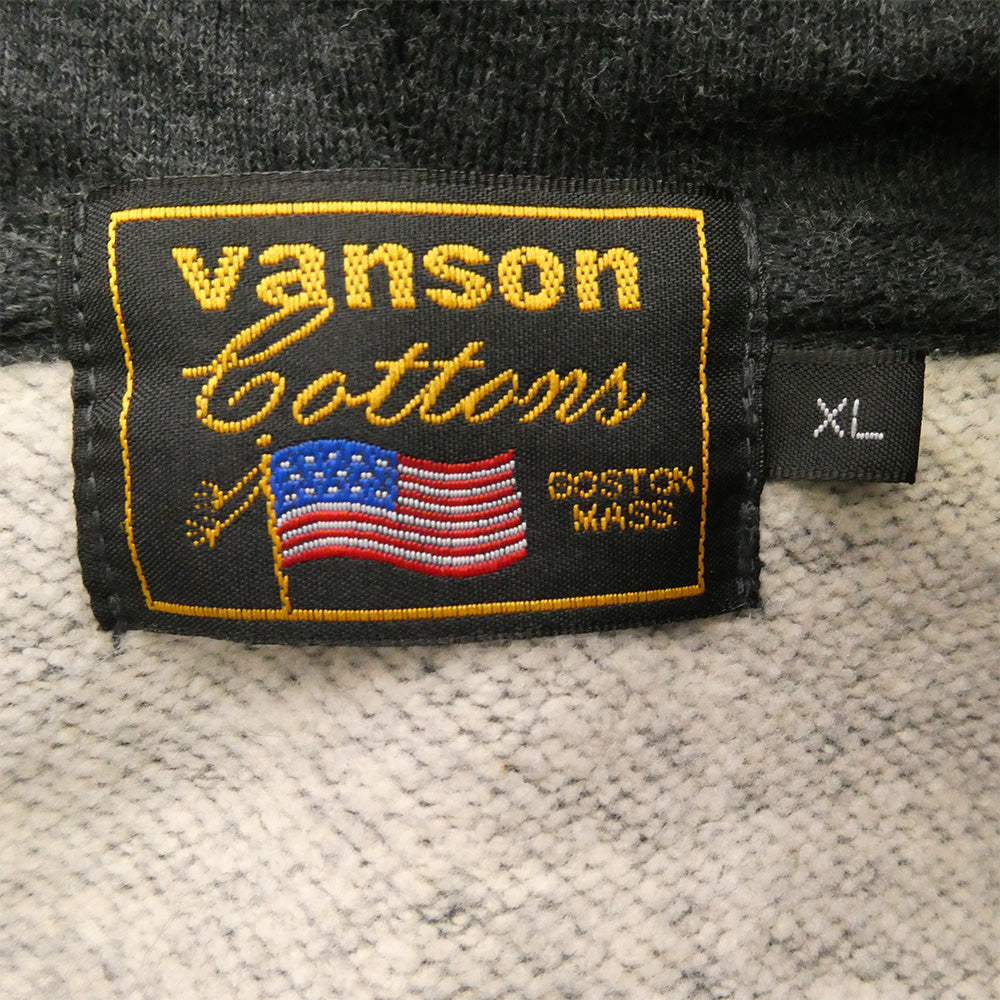 vanson
Cottons
BOSTON
MASS.
XL